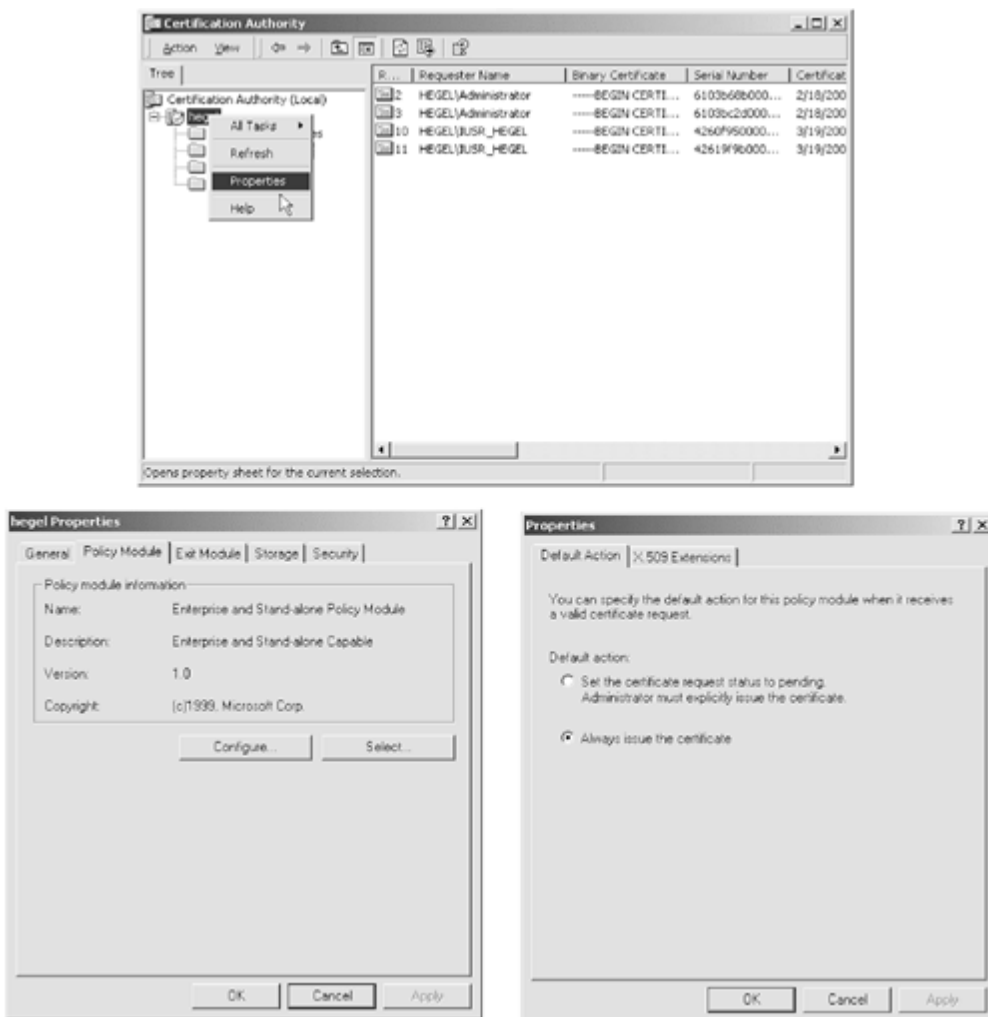 Certification Authority
Action View
Tree
R... Requester Name Binary Certificate Serial Number Certificat
Certification Authority (Local)
2 HEGEL\Administrator -----BEGIN CERTI... 6103b68b000... 2/18/200
3 HEGEL\Administrator -----BEGIN CERTI... 6103bc2d000... 2/18/200
10 HEGEL\IUSR_HEGEL -----BEGIN CERTI... 4260f950000... 3/19/200
11 HEGEL\IUSR_HEGEL -----BEGIN CERTI... 42619f9b000... 3/19/200
All Tasks
Refresh
Properties
Help
Opens property sheet for the current selection.
hegel Properties
General Policy Module Exit Module Storage Security
Policy module information
Name: Enterprise and Stand-alone Policy Module
Description: Enterprise and Stand-alone Capable
Version: 1.0
Copyright: (c)1999, Microsoft Corp.
Configure... Select...
OK Cancel Apply
Properties
Default Action X.509 Extensions
You can specify the default action for this policy module when it receives
a valid certificate request.
Default action:
Set the certificate request status to pending.
Administrator must explicitly issue the certificate.
Always issue the certificate
OK Cancel Apply